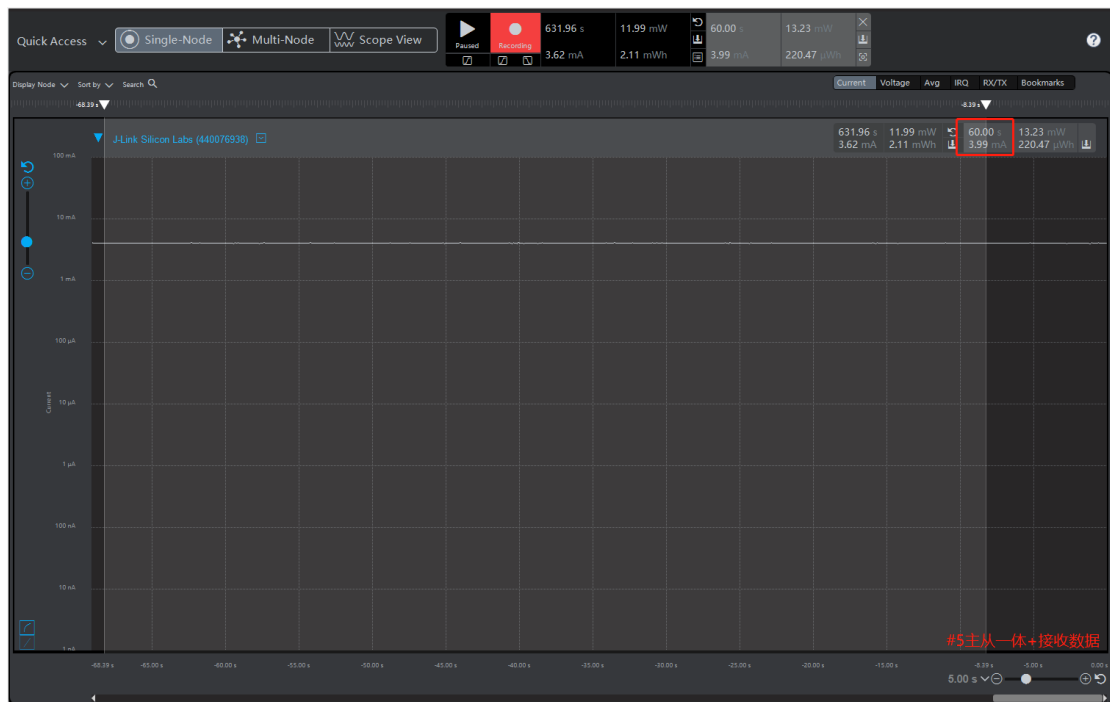 Quick Access Single-Node Multi-Node Scope View
Paused Recording 631.96 s 11.99 mW 60.00 s 13.23 mW
3.62 mA 2.11 mWh 3.99 mA 220.47 µWh
Display Node Sort by Search Current Voltage Avg IRQ RX/TX Bookmarks
-68.39 s -8.39 s
J-Link Silicon Labs (440076938)
631.96 s 11.99 mW 60.00 s 13.23 mW
3.62 mA 2.11 mWh 3.99 mA 220.47 µWh
100 mA
10 mA
1 mA
100 µA
10 µA
Current
1 µA
100 nA
10 nA
1 nA
#5主从一体+接收数据
-68.39 s -65.00 s -60.00 s -55.00 s -50.00 s -45.00 s -40.00 s -35.00 s -30.00 s -25.00 s -20.00 s -15.00 s -8.39 s -5.00 s 0.00 s
5.00 s